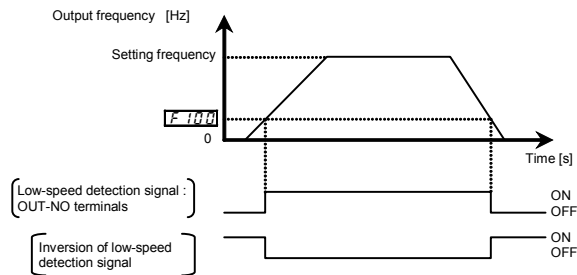 Output frequency [Hz]
Setting frequency
F 100
0
Time [s]
Low-speed detection signal :
OUT-NO terminals
ON
OFF
Inversion of low-speed
detection signal
ON
OFF